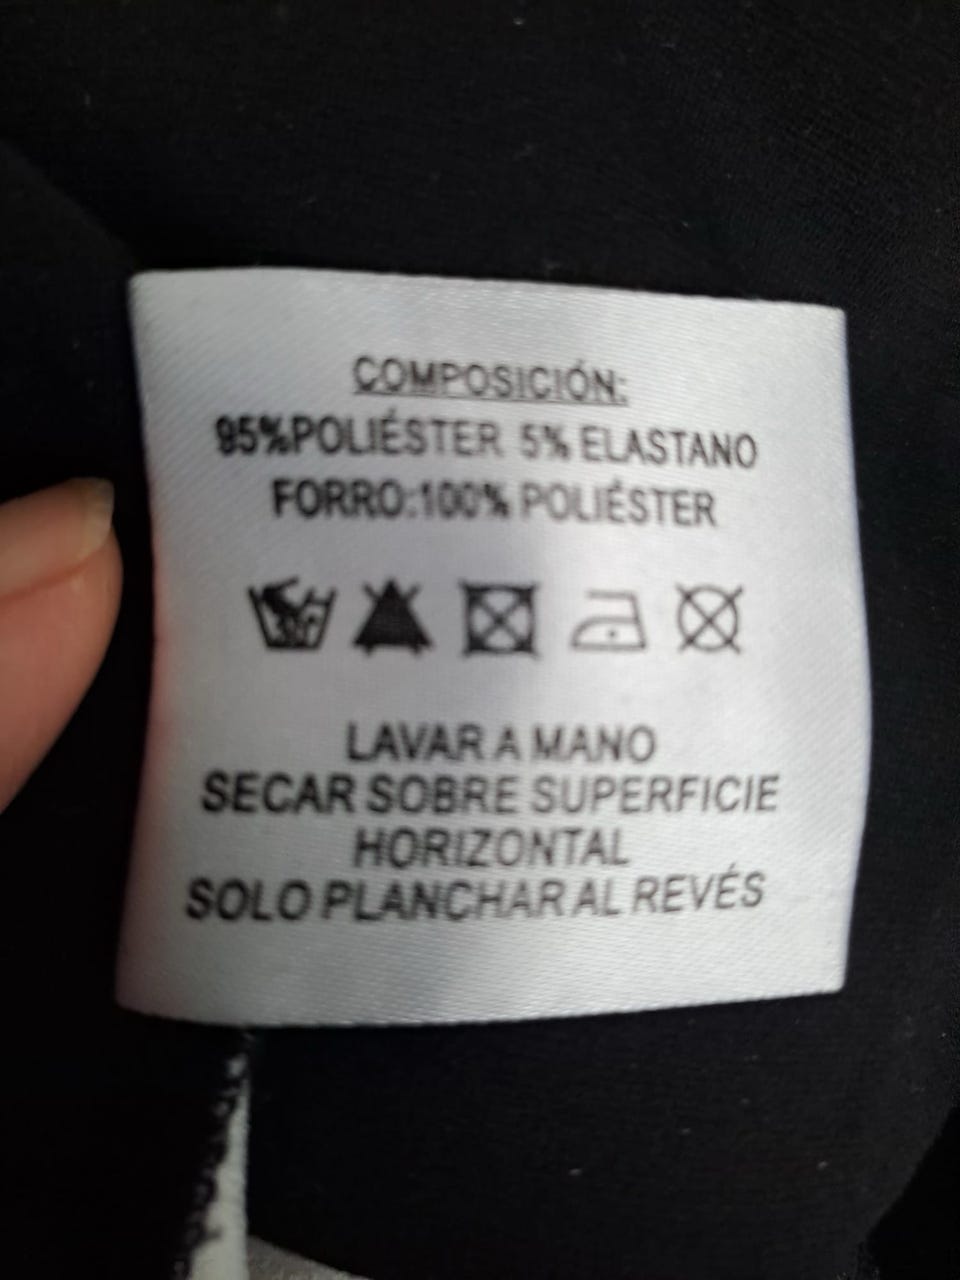 COMPOSICIÓN:
95%POLIÉSTER 5% ELASTANO
FORRO:100% POLIÉSTER
LAVAR A MANO
SECAR SOBRE SUPERFICIE
HORIZONTAL
SOLO PLANCHAR AL REVÉS